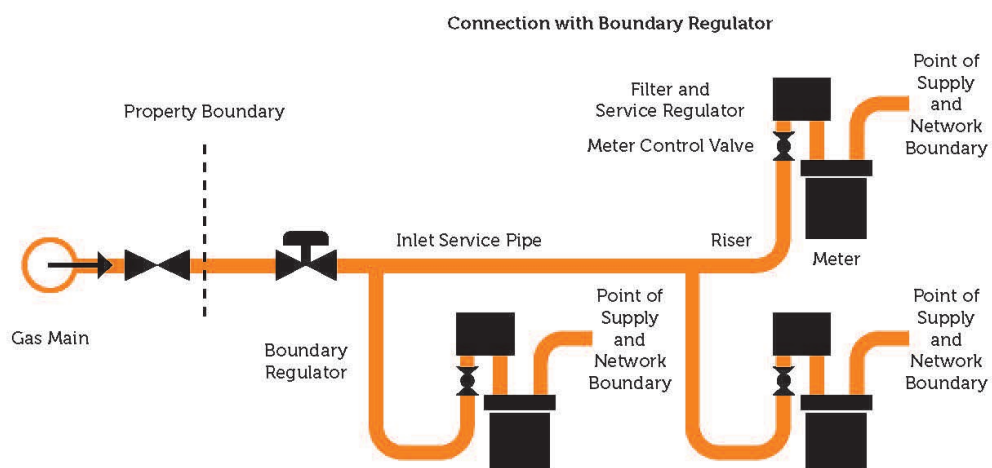 Connection with Boundary Regulator
Point of
Supply
and
Network
Boundary
Filter and
Service Regulator
Property Boundary
Meter Control Valve
Inlet Service Pipe
Riser
Meter
Gas Main
Boundary
Regulator
Point of
Supply
and
Network
Boundary
Point of
Supply
and
Network
Boundary